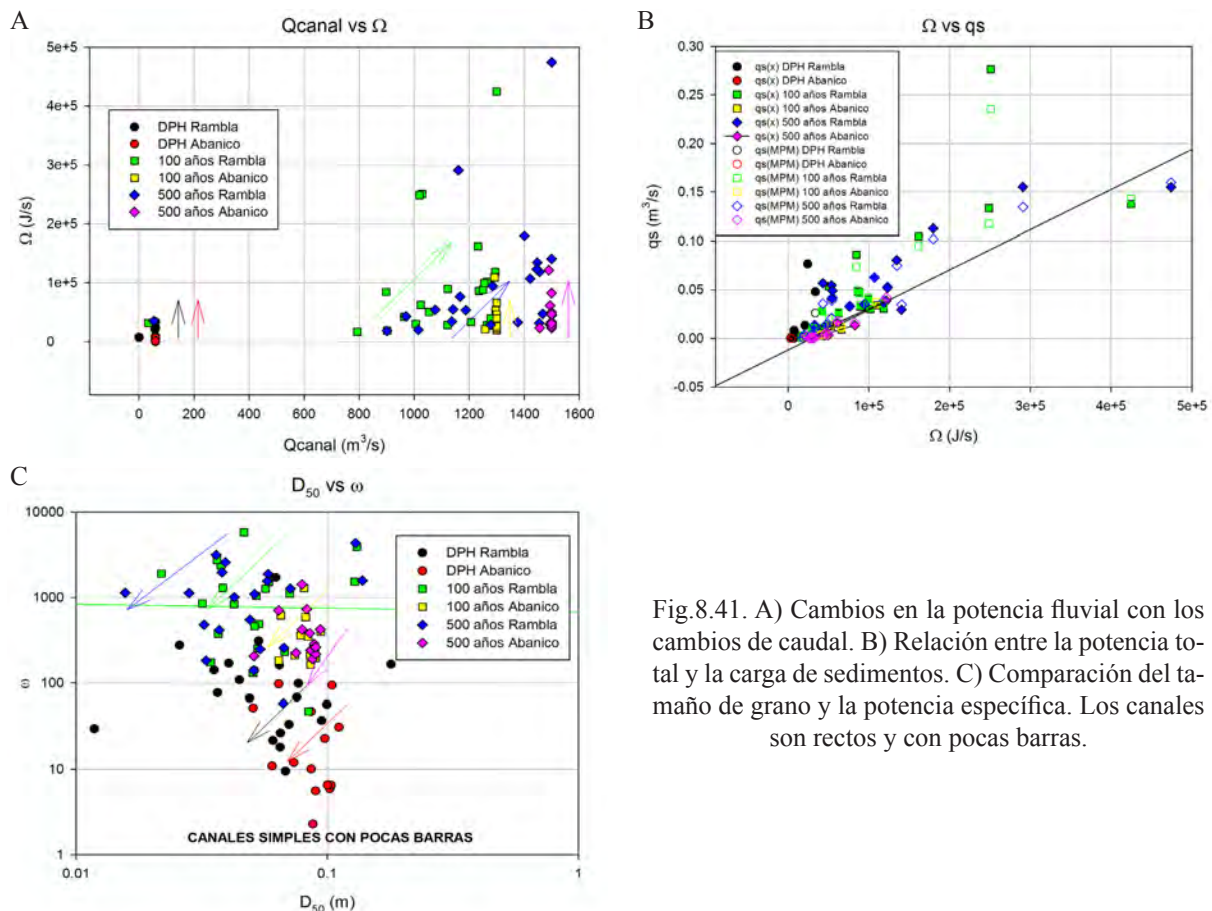 A
Qcanal vs Ω
Ω (J/s)
5e+5
4e+5
3e+5
2e+5
1e+5
0
DPH Rambla
DPH Abanico
100 años Rambla
100 años Abanico
500 años Rambla
500 años Abanico
0 200 400 600 800 1000 1200 1400 1600
Qcanal (m³/s)
B
Ω vs qs
qs (m³/s)
0.30
0.25
0.20
0.15
0.10
0.05
0.00
-0.05
qs(x) DPH Rambla
qs(x) DPH Abanico
qs(x) 100 años Rambla
qs(x) 100 años Abanico
qs(x) 500 años Rambla
qs(x) 500 años Abanico
qs(MPM) DPH Rambla
qs(MPM) DPH Abanico
qs(MPM) 100 años Rambla
qs(MPM) 100 años Abanico
qs(MPM) 500 años Rambla
qs(MPM) 500 años Abanico
0 1e+5 2e+5 3e+5 4e+5 5e+5
Ω (J/s)
C
D₅₀ vs ω
ω
10000
1000
100
10
1
DPH Rambla
DPH Abanico
100 años Rambla
100 años Abanico
500 años Rambla
500 años Abanico
CANALES SIMPLES CON POCAS BARRAS
0.01 0.1 1
D₅₀ (m)
Fig.8.41. A) Cambios en la potencia fluvial con los
cambios de caudal. B) Relación entre la potencia to-
tal y la carga de sedimentos. C) Comparación del ta-
maño de grano y la potencia específica. Los canales
son rectos y con pocas barras.